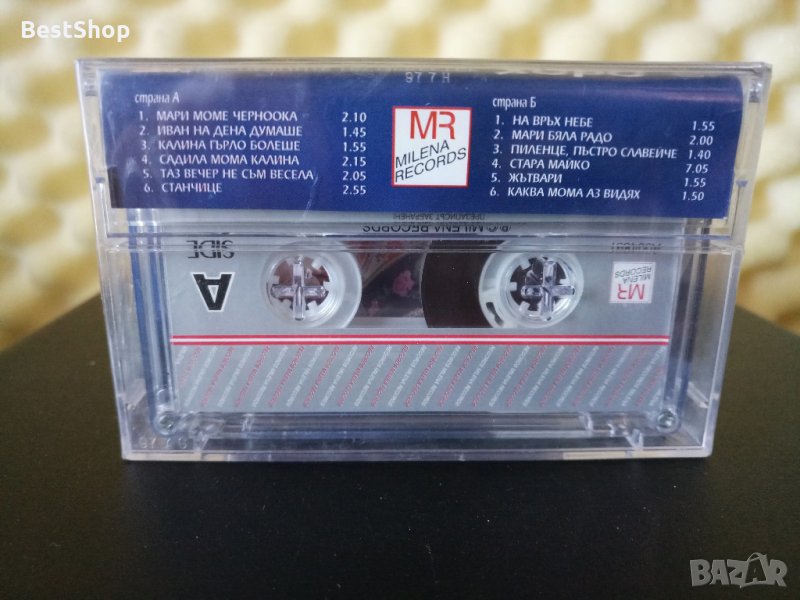 BestShop
страна А
1. МАРИ МОМЕ ЧЕРНООКА 2.10
2. ИВАН НА ДЕНА ДУМАШЕ 1.45
3. КАЛИНА ГЪРЛО БОЛЕШЕ 1.55
4. САДИЛА МОМА КАЛИНА 2.15
5. ТАЗ ВЕЧЕР НЕ СЪМ ВЕСЕЛА 2.05
6. СТАНЧИЦЕ 2.55
MR
MILENA
RECORDS
страна Б
1. НА ВРЪХ НЕБЕ 1.55
2. МАРИ БЯЛА РАДО 2.00
3. ПИЛЕНЦЕ, ПЪСТРО СЛАВЕЙЧЕ 1.40
4. СТАРА МАЙКО 7.05
5. ЖЪТВАРИ 1.55
6. КАКВА МОМА АЗ ВИДЯХ 1.50
ПРЕЗАПИСЪТ ЗАБРАНЕН!
℗© MILENA RECORDS
SIDE
A
MILENA
RECORDS
MR
BAZAR